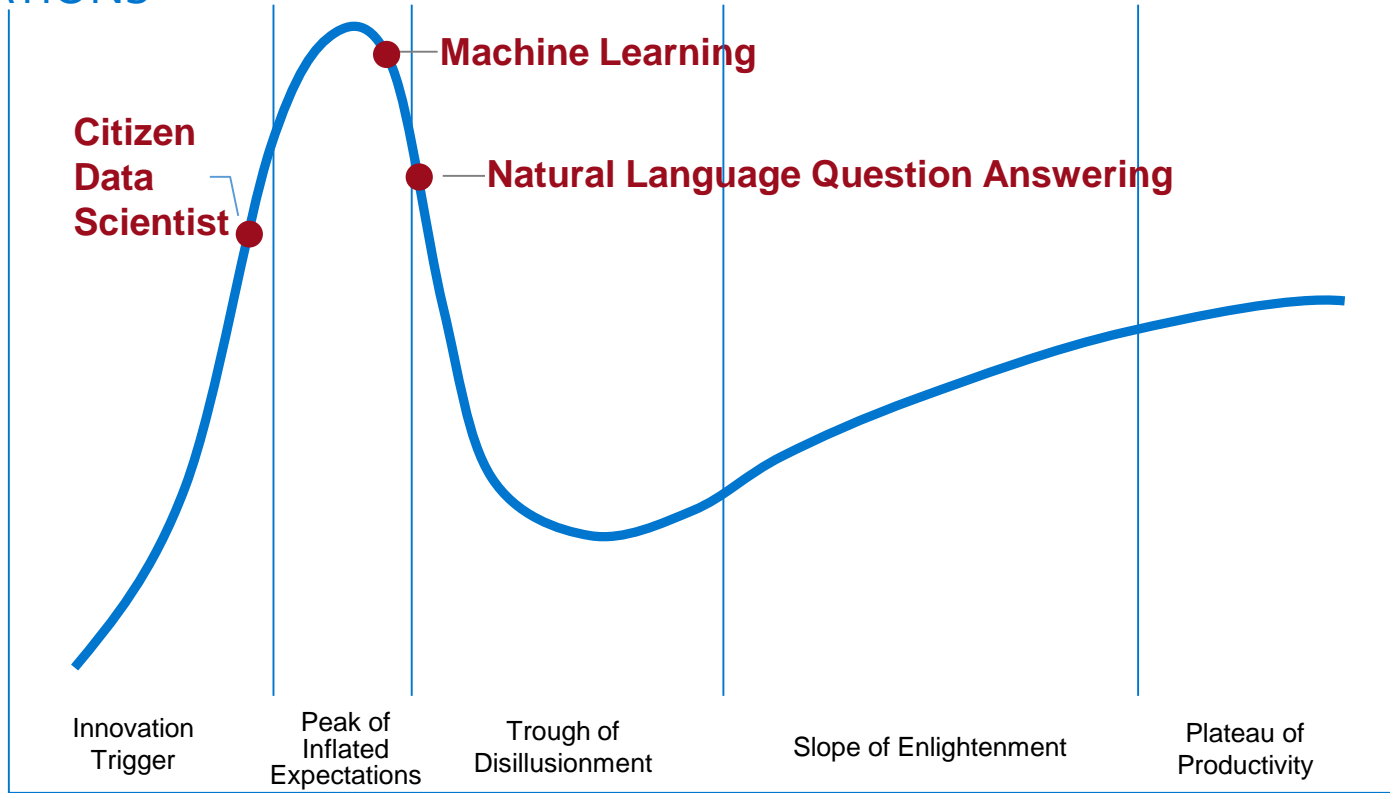 Machine Learning
Citizen
Data
Scientist
Natural Language Question Answering
Innovation
Trigger
Peak of
Inflated
Expectations
Trough of
Disillusionment
Slope of Enlightenment
Plateau of
Productivity